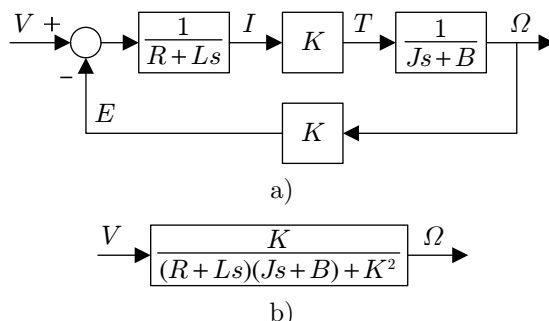 V + 1/(R+Ls) I K T 1/(Js+B) Ω
−
E K
a)
V K/((R+Ls)(Js+B)+K²) Ω
b)